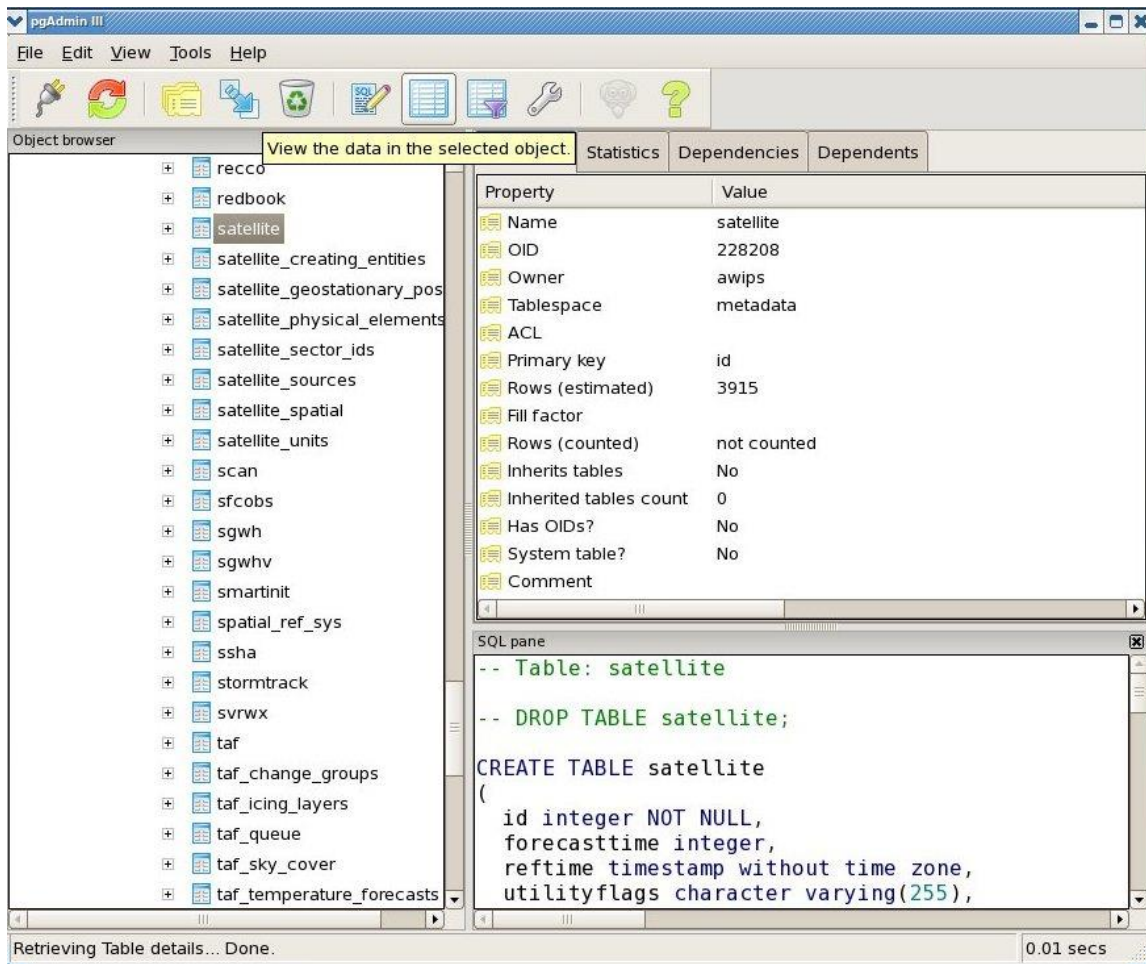 pgAdmin III
File Edit View Tools Help
SQL
View the data in the selected object.
Object browser
recco
redbook
satellite
satellite_creating_entities
satellite_geostationary_pos
satellite_physical_elements
satellite_sector_ids
satellite_sources
satellite_spatial
satellite_units
scan
sfcobs
sgwh
sgwhv
smartinit
spatial_ref_sys
ssha
stormtrack
svrwx
taf
taf_change_groups
taf_icing_layers
taf_queue
taf_sky_cover
taf_temperature_forecasts
Statistics Dependencies Dependents
Property Value
Name satellite
OID 228208
Owner awips
Tablespace metadata
ACL
Primary key id
Rows (estimated) 3915
Fill factor
Rows (counted) not counted
Inherits tables No
Inherited tables count 0
Has OIDs? No
System table? No
Comment
SQL pane
-- Table: satellite
-- DROP TABLE satellite;
CREATE TABLE satellite
(
id integer NOT NULL,
forecasttime integer,
reftime timestamp without time zone,
utilityflags character varying(255),
Retrieving Table details... Done. 0.01 secs